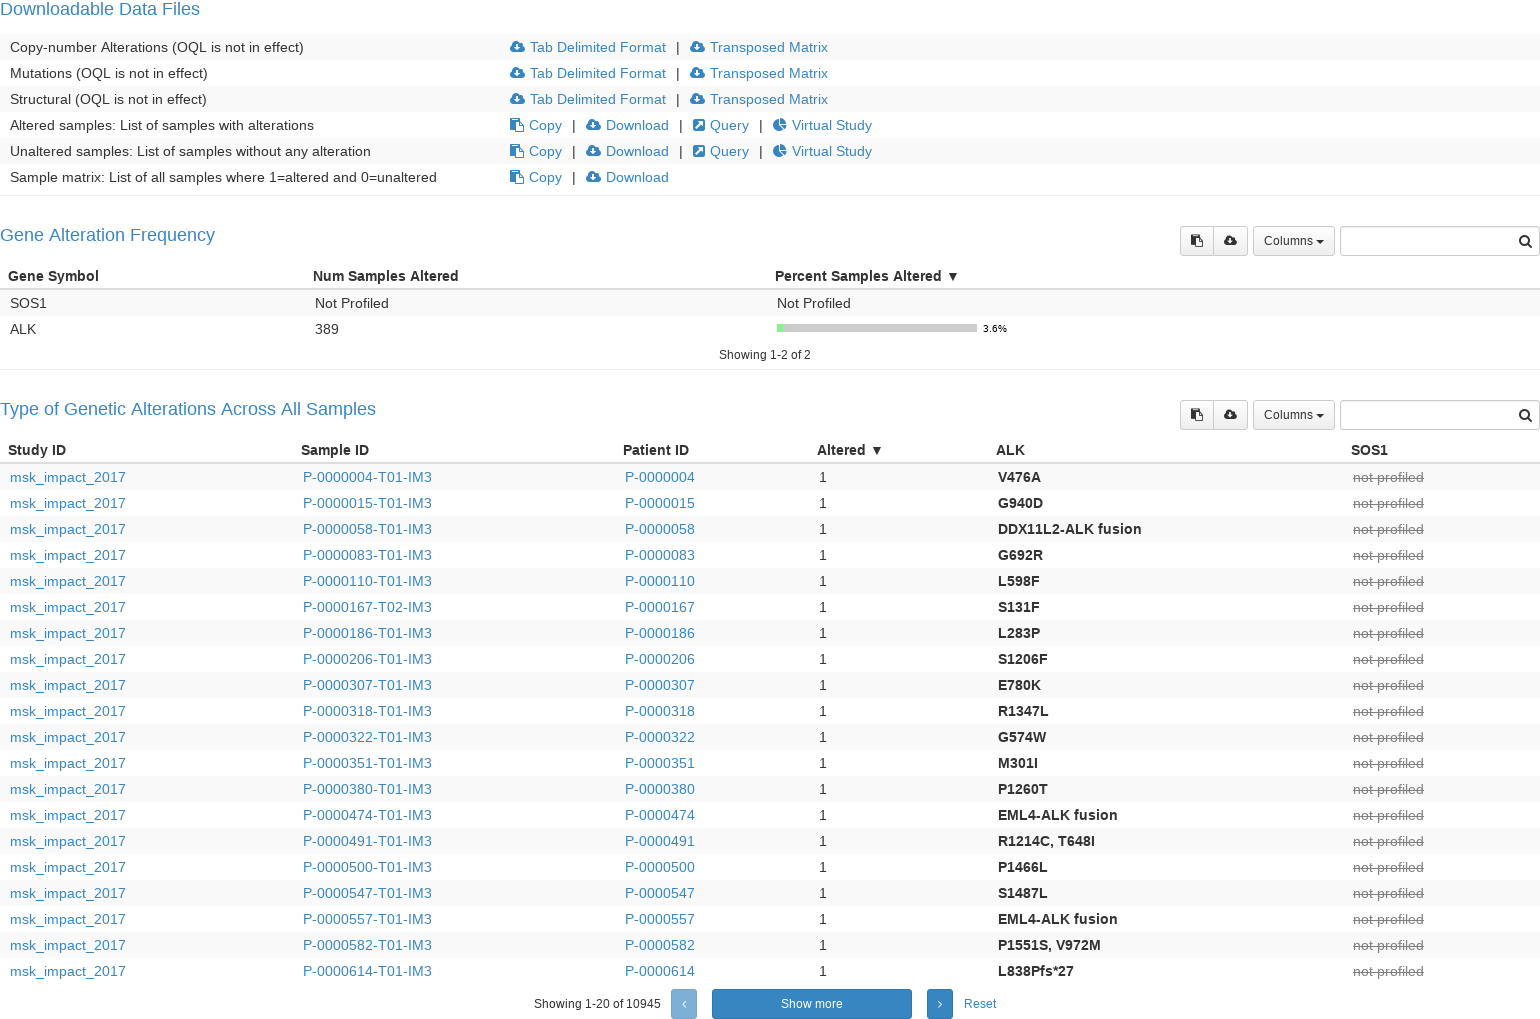 Downloadable Data Files
Copy-number Alterations (OQL is not in effect) Tab Delimited Format | Transposed Matrix
Mutations (OQL is not in effect) Tab Delimited Format | Transposed Matrix
Structural (OQL is not in effect) Tab Delimited Format | Transposed Matrix
Altered samples: List of samples with alterations Copy | Download | Query | Virtual Study
Unaltered samples: List of samples without any alteration Copy | Download | Query | Virtual Study
Sample matrix: List of all samples where 1=altered and 0=unaltered Copy | Download
Gene Alteration Frequency Columns
Gene Symbol Num Samples Altered Percent Samples Altered ▼
SOS1 Not Profiled Not Profiled
ALK 389 3.6%
Showing 1-2 of 2
Type of Genetic Alterations Across All Samples Columns
Study ID Sample ID Patient ID Altered ▼ ALK SOS1
msk_impact_2017 P-0000004-T01-IM3 P-0000004 1 V476A not profiled
msk_impact_2017 P-0000015-T01-IM3 P-0000015 1 G940D not profiled
msk_impact_2017 P-0000058-T01-IM3 P-0000058 1 DDX11L2-ALK fusion not profiled
msk_impact_2017 P-0000083-T01-IM3 P-0000083 1 G692R not profiled
msk_impact_2017 P-0000110-T01-IM3 P-0000110 1 L598F not profiled
msk_impact_2017 P-0000167-T02-IM3 P-0000167 1 S131F not profiled
msk_impact_2017 P-0000186-T01-IM3 P-0000186 1 L283P not profiled
msk_impact_2017 P-0000206-T01-IM3 P-0000206 1 S1206F not profiled
msk_impact_2017 P-0000307-T01-IM3 P-0000307 1 E780K not profiled
msk_impact_2017 P-0000318-T01-IM3 P-0000318 1 R1347L not profiled
msk_impact_2017 P-0000322-T01-IM3 P-0000322 1 G574W not profiled
msk_impact_2017 P-0000351-T01-IM3 P-0000351 1 M301I not profiled
msk_impact_2017 P-0000380-T01-IM3 P-0000380 1 P1260T not profiled
msk_impact_2017 P-0000474-T01-IM3 P-0000474 1 EML4-ALK fusion not profiled
msk_impact_2017 P-0000491-T01-IM3 P-0000491 1 R1214C, T648I not profiled
msk_impact_2017 P-0000500-T01-IM3 P-0000500 1 P1466L not profiled
msk_impact_2017 P-0000547-T01-IM3 P-0000547 1 S1487L not profiled
msk_impact_2017 P-0000557-T01-IM3 P-0000557 1 EML4-ALK fusion not profiled
msk_impact_2017 P-0000582-T01-IM3 P-0000582 1 P1551S, V972M not profiled
msk_impact_2017 P-0000614-T01-IM3 P-0000614 1 L838Pfs*27 not profiled
Showing 1-20 of 10945 ‹ Show more › Reset